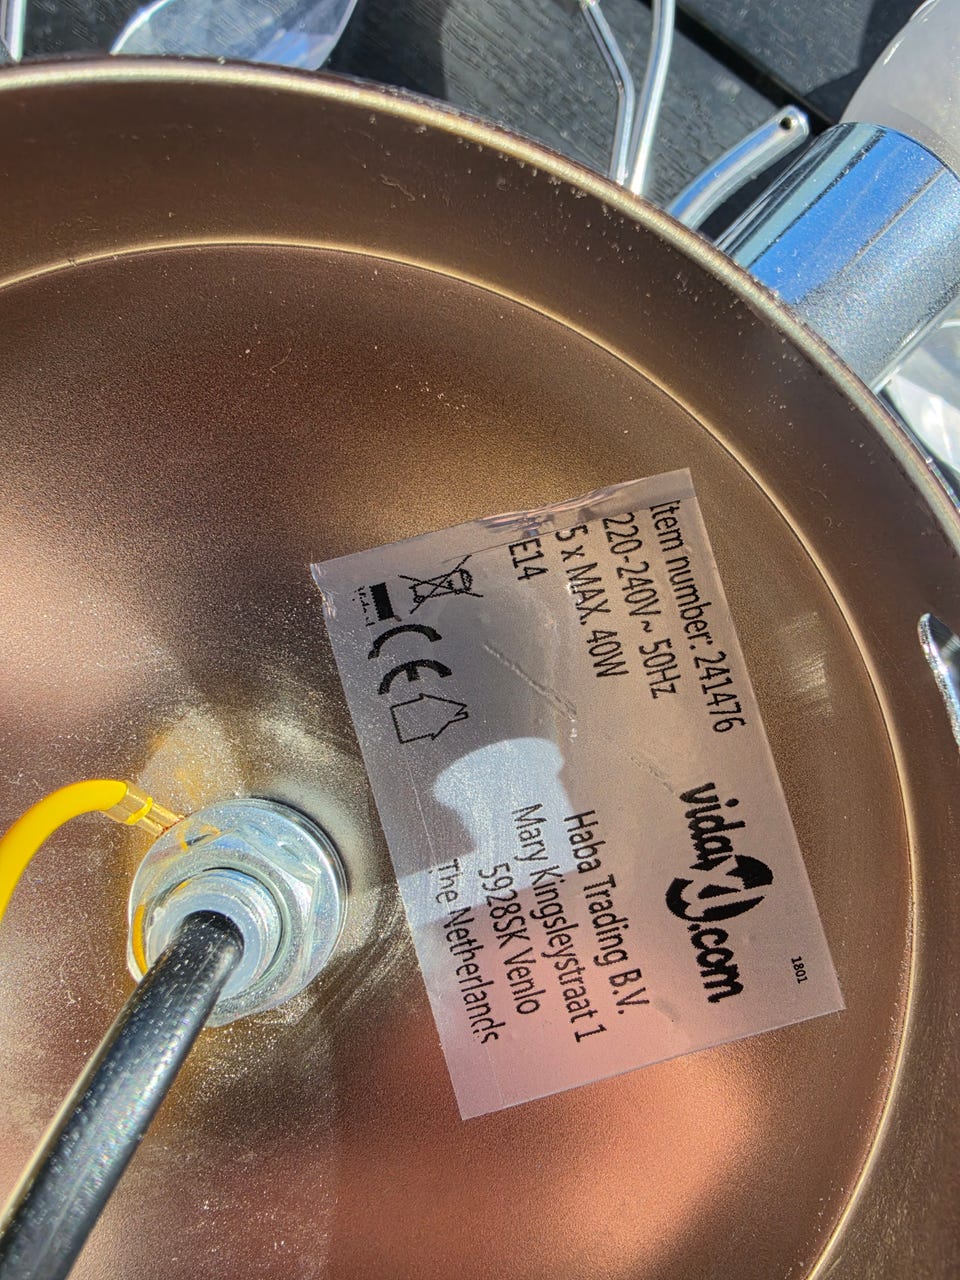 Item number: 241476
220-240V~ 50Hz
5 x MAX. 40W
E14
CE
vidaXL.com
Haba Trading B.V.
Mary Kingsleystraat 1
5928SK Venlo
The Netherlands
1801